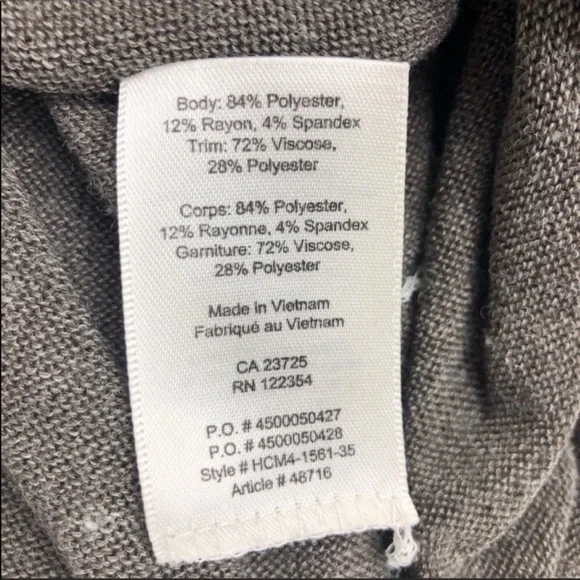 Body: 84% Polyester,
12% Rayon, 4% Spandex
Trim: 72% Viscose,
28% Polyester
Corps: 84% Polyester,
12% Rayonne, 4% Spandex
Garniture: 72% Viscose,
28% Polyester
Made in Vietnam
Fabriqué au Vietnam
CA 23725
RN 122354
P.O. # 4500050427
P.O. # 4500050428
Style # HCM4-1561-35
Article # 48716